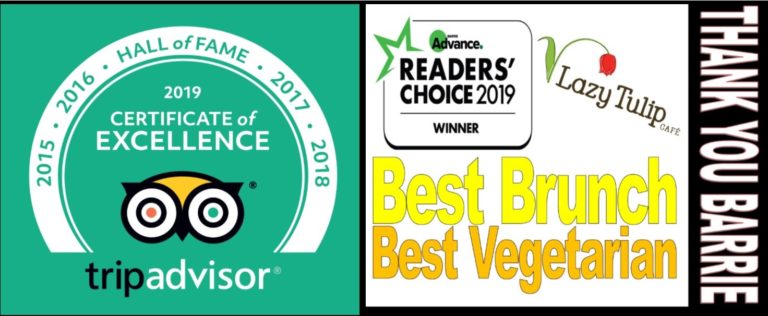 HALL of FAME
2015 • 2016 • 2017 • 2018
2019
CERTIFICATE of
EXCELLENCE
®
tripadvisor®
BARRIE
Advance.
READERS'
CHOICE 2019
WINNER
Lazy Tulip
CAFÉ
Best Brunch
Best Vegetarian
THANK YOU BARRIE